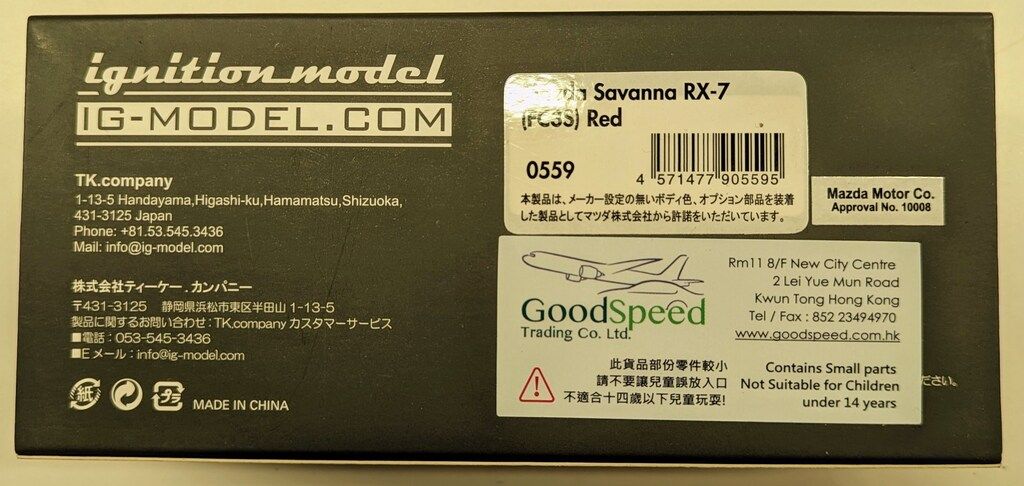 ignition model
IG-MODEL.COM
TK.company
1-13-5 Handayama,Higashi-ku,Hamamatsu,Shizuoka,
431-3125 Japan
Phone: +81.53.545.3436
Mail: info@ig-model.com
株式会社ティーケー．カンパニー
〒431-3125 静岡県浜松市東区半田山1-13-5
製品に関するお問い合わせ：TK.company カスタマーサービス
■電話：053-545-3436
■Eメール：info@ig-model.com
紙
プラ
MADE IN CHINA
Savanna RX-7
(FC3S) Red
0559
4 571477 905595
本製品は、メーカー設定の無いボディ色、オプション部品を装着
した製品としてマツダ株式会社から許諾をいただいています。
Mazda Motor Co.
Approval No. 10008
GoodSpeed
Trading Co. Ltd.
Rm11 8/F New City Centre
2 Lei Yue Mun Road
Kwun Tong Hong Kong
Tel / Fax : 852 23494970
www.goodspeed.com.hk
此貨品部份零件較小
請不要讓兒童誤放入口
不適合十四歲以下兒童玩耍!
Contains Small parts
Not Suitable for Children
under 14 years
ださい。